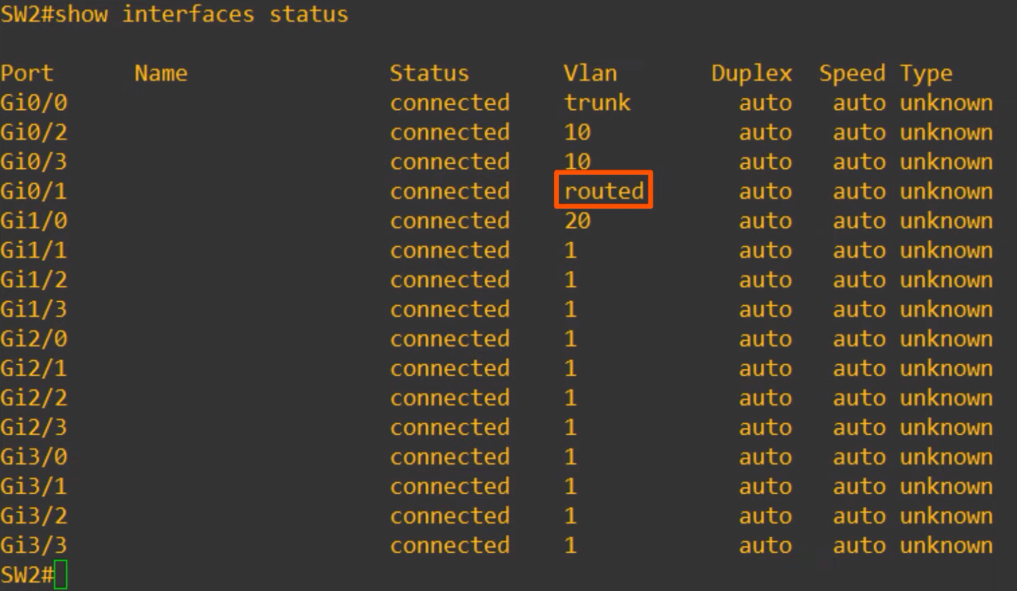 SW2#show interfaces status
Port Name Status Vlan Duplex Speed Type
Gi0/0 connected trunk auto auto unknown
Gi0/2 connected 10 auto auto unknown
Gi0/3 connected 10 auto auto unknown
Gi0/1 connected routed auto auto unknown
Gi1/0 connected 20 auto auto unknown
Gi1/1 connected 1 auto auto unknown
Gi1/2 connected 1 auto auto unknown
Gi1/3 connected 1 auto auto unknown
Gi2/0 connected 1 auto auto unknown
Gi2/1 connected 1 auto auto unknown
Gi2/2 connected 1 auto auto unknown
Gi2/3 connected 1 auto auto unknown
Gi3/0 connected 1 auto auto unknown
Gi3/1 connected 1 auto auto unknown
Gi3/2 connected 1 auto auto unknown
Gi3/3 connected 1 auto auto unknown
SW2#